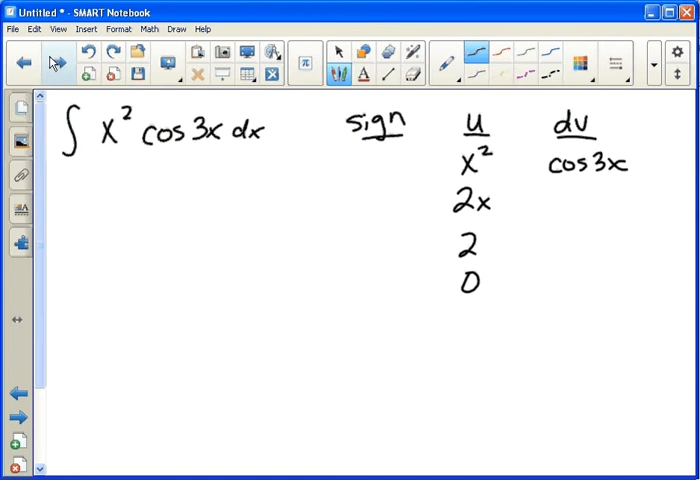 Untitled * - SMART Notebook
File Edit View Insert Format Math Draw Help
∫ x² cos 3x dx sign u dv
x² cos 3x
2x
2
0